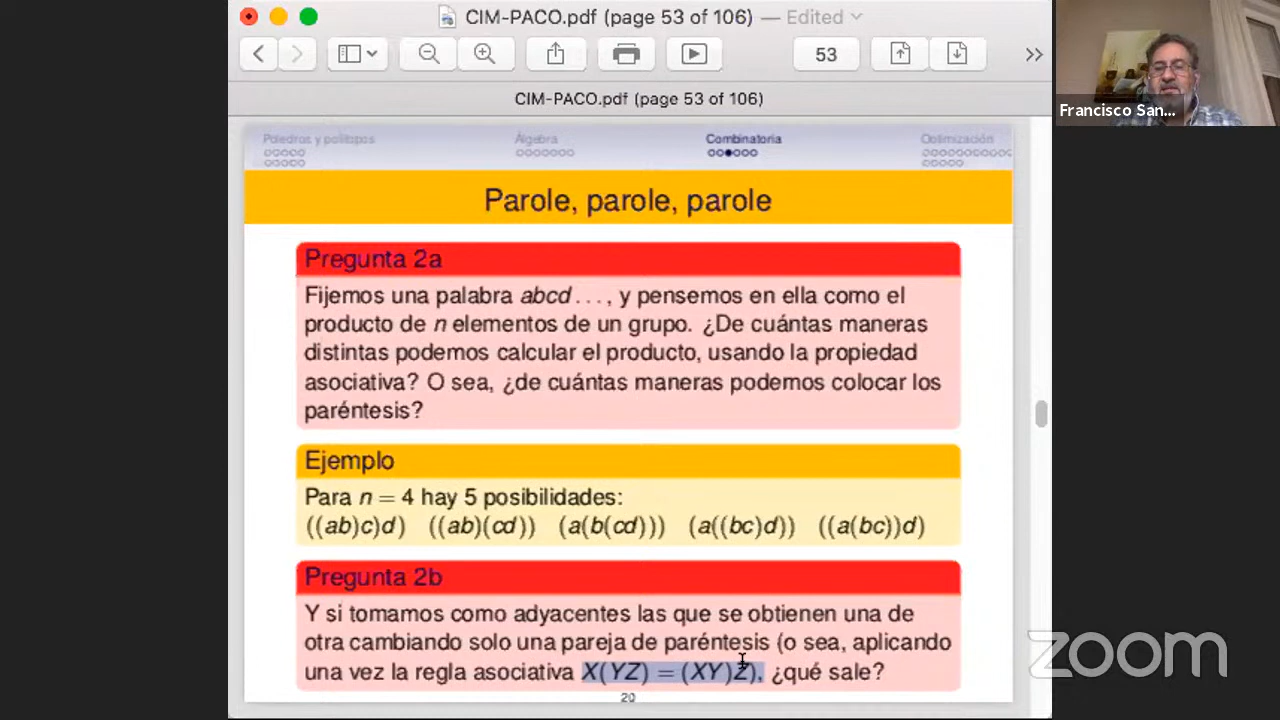 CIM-PACO.pdf (page 53 of 106) — Edited
53
CIM-PACO.pdf (page 53 of 106)
Francisco San...
Poliedros y politopos Álgebra Combinatoria Optimización
Parole, parole, parole
Pregunta 2a
Fijemos una palabra abcd . . . , y pensemos en ella como el
producto de n elementos de un grupo. ¿De cuántas maneras
distintas podemos calcular el producto, usando la propiedad
asociativa? O sea, ¿de cuántas maneras podemos colocar los
paréntesis?
Ejemplo
Para n = 4 hay 5 posibilidades:
((ab)c)d) ((ab)(cd)) (a(b(cd))) (a((bc)d)) ((a(bc))d)
Pregunta 2b
Y si tomamos como adyacentes las que se obtienen una de
otra cambiando solo una pareja de paréntesis (o sea, aplicando
una vez la regla asociativa X(YZ) = (XY)Z), ¿qué sale?
20
zoom